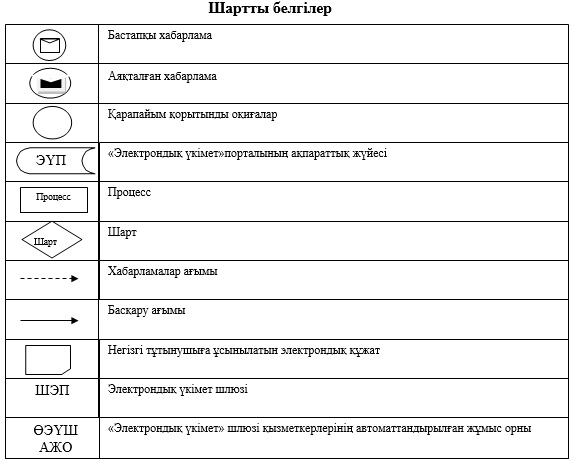 Шартты белгілер
Бастапқы хабарлама
Аяқталған хабарлама
Қарапайым қорытынды оқиғалар
ЭҮП
«Электрондық үкімет»порталының ақпараттық жүйесі
Процесс
Процесс
Шарт
Шарт
Хабарламалар ағымы
Басқару ағымы
Негізгі тұтынушыға ұсынылатын электрондық құжат
ШЭП
Электрондық үкімет шлюзі
ӨЭҮШ
АЖО
«Электрондық үкімет» шлюзі қызметкерлерінің автоматтандырылған жұмыс орны